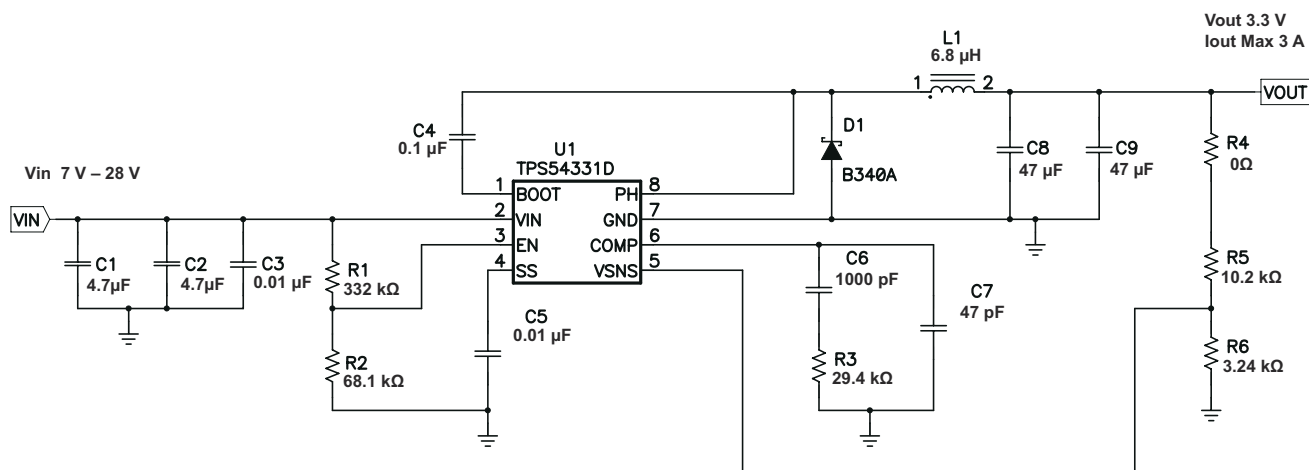 Vout 3.3 V
Iout Max 3 A
L1
6.8 µH
1 2
VOUT
C4
0.1 µF
D1
B340A
C8
47 µF
C9
47 µF
R4
0Ω
Vin 7 V – 28 V
U1
TPS54331D
VIN
1 BOOT PH 8
2 VIN GND 7
3 EN COMP 6
4 SS VSNS 5
C1
4.7µF
C2
4.7µF
C3
0.01 µF
R1
332 kΩ
C6
1000 pF
C7
47 pF
R5
10.2 kΩ
C5
0.01 µF
R2
68.1 kΩ
R3
29.4 kΩ
R6
3.24 kΩ